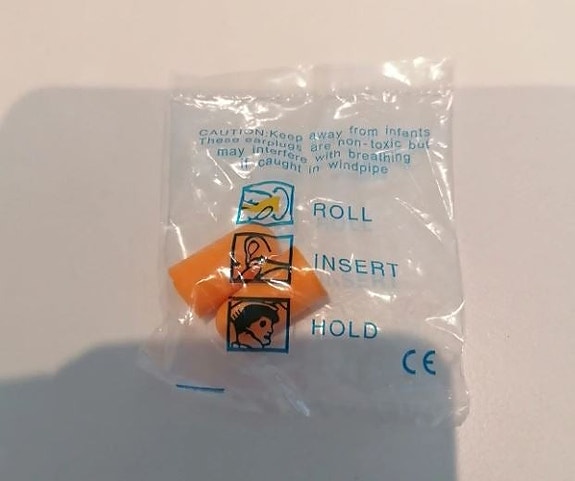 CAUTION:Keep away from infants
These earplugs are non-toxic but
may interfere with breathing
if caught in windpipe
ROLL
INSERT
HOLD
CE